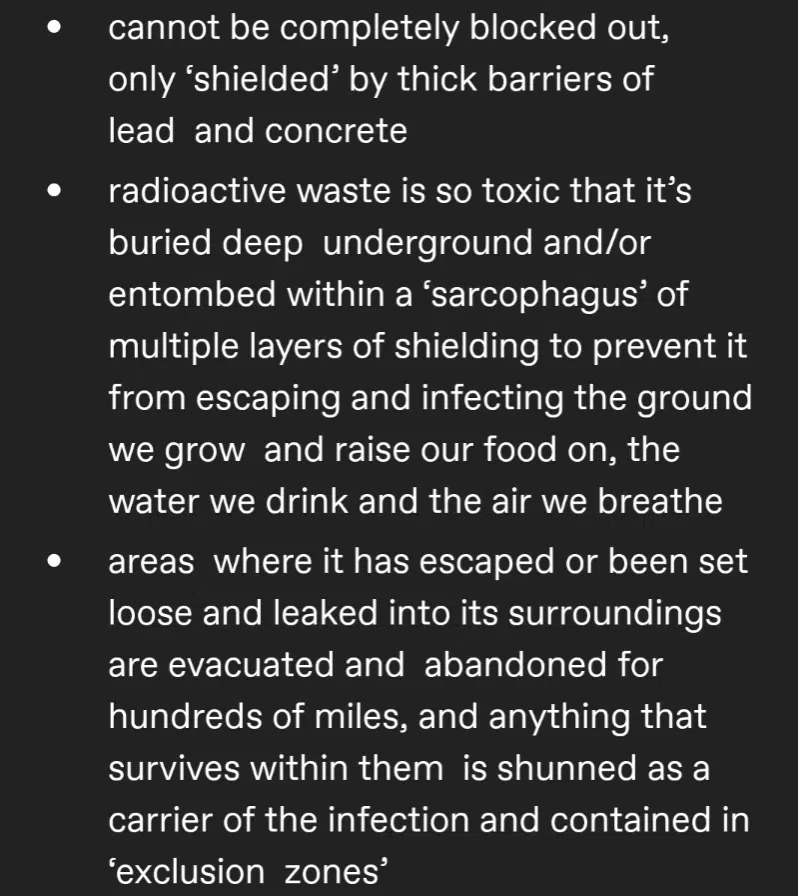 • cannot be completely blocked out,
only ‘shielded’ by thick barriers of
lead  and concrete
• radioactive waste is so toxic that it’s
buried deep  underground and/or
entombed within a ‘sarcophagus’ of
multiple layers of shielding to prevent it
from escaping and infecting the ground
we grow  and raise our food on, the
water we drink and the air we breathe
• areas  where it has escaped or been set
loose and leaked into its surroundings
are evacuated and  abandoned for
hundreds of miles, and anything that
survives within them  is shunned as a
carrier of the infection and contained in
‘exclusion  zones’